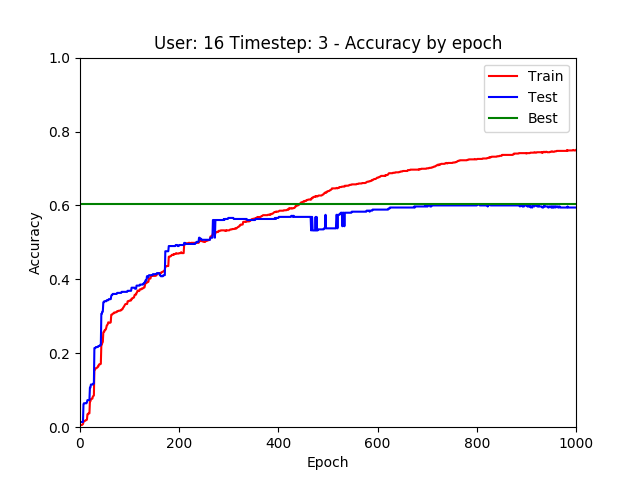 User: 16 Timestep: 3 - Accuracy by epoch
1.0
0.8
0.6
0.4
0.2
0.0
Accuracy
Train
Test
Best
0 200 400 600 800 1000
Epoch